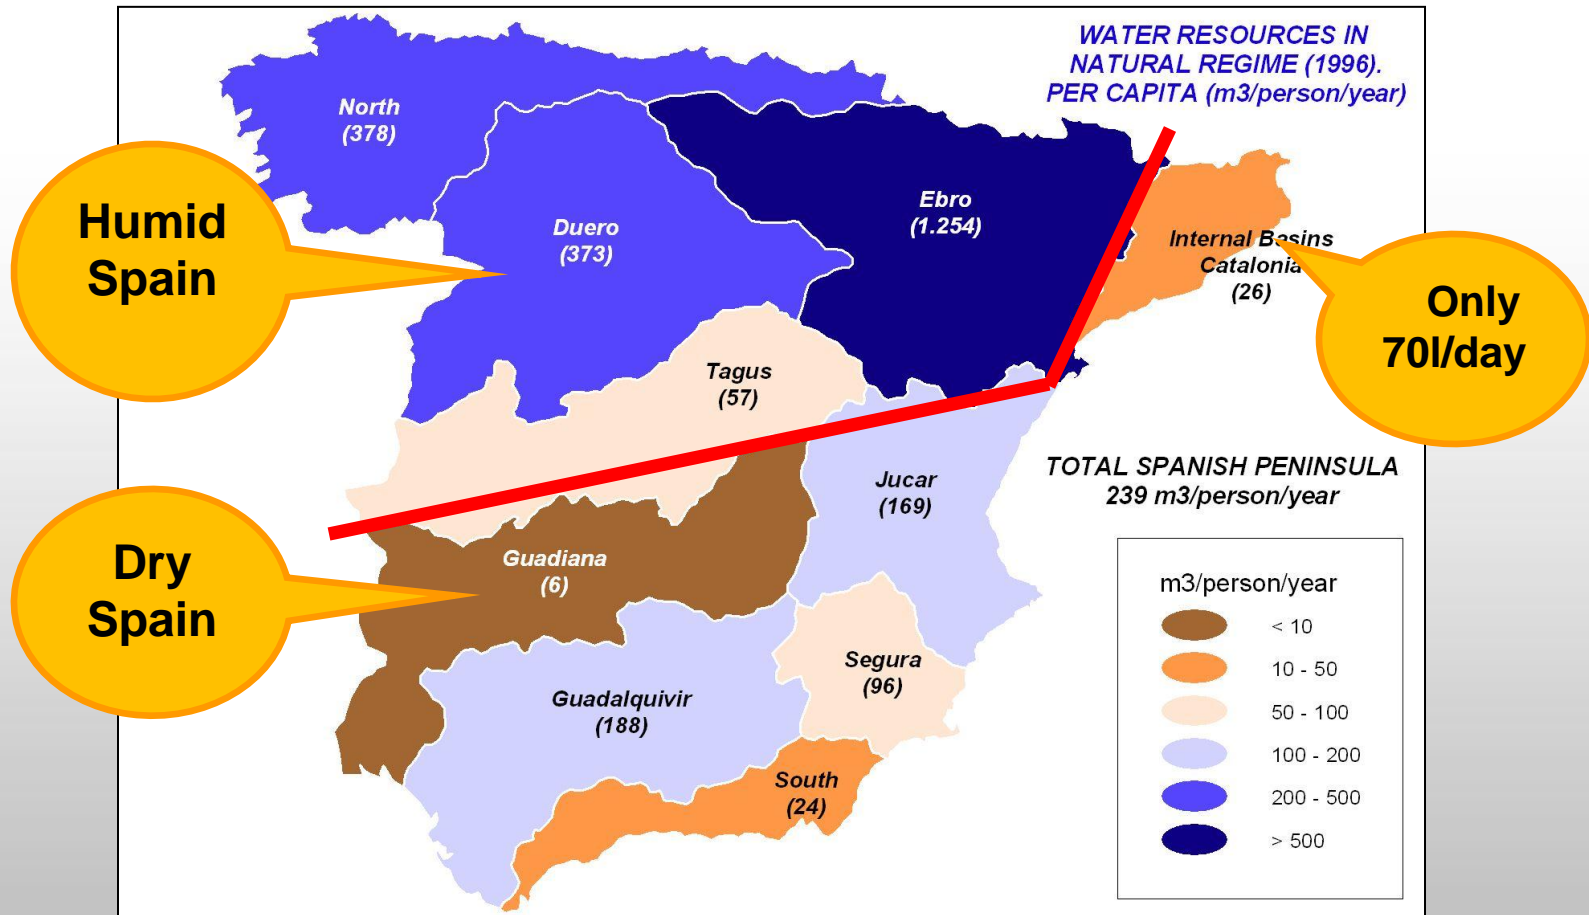 WATER RESOURCES IN
NATURAL REGIME (1996).
PER CAPITA (m3/person/year)
North
(378)
Humid
Spain
Duero
(373)
Ebro
(1.254)
Internal Basins
Catalonia
(26)
Only
70l/day
Tagus
(57)
TOTAL SPANISH PENINSULA
239 m3/person/year
Jucar
(169)
Dry
Spain
Guadiana
(6)
Segura
(96)
Guadalquivir
(188)
South
(24)
m3/person/year
< 10
10 - 50
50 - 100
100 - 200
200 - 500
> 500